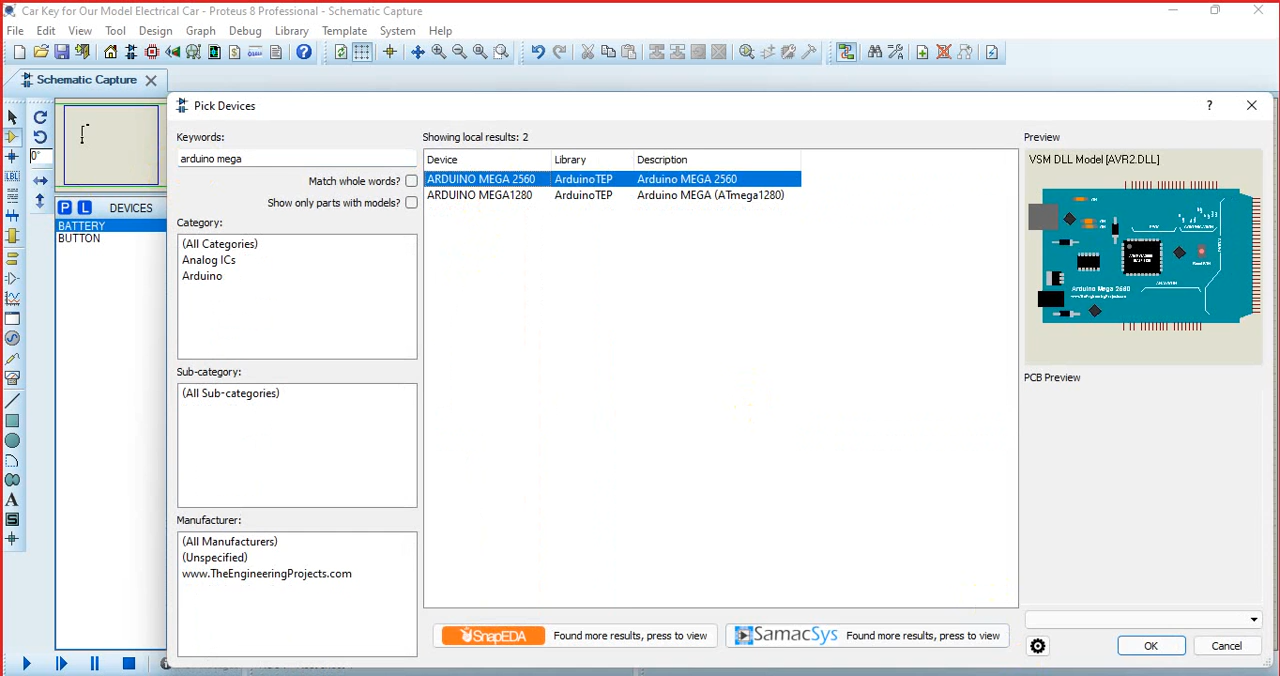 Car Key for Our Model Electrical Car - Proteus 8 Professional - Schematic Capture
File Edit View Tool Design Graph Debug Library Template System Help
Schematic Capture
Pick Devices
Keywords:
arduino mega
Match whole words?
Show only parts with models?
Category:
(All Categories)
Analog ICs
Arduino
Sub-category:
(All Sub-categories)
Manufacturer:
(All Manufacturers)
(Unspecified)
www.TheEngineeringProjects.com
0°
LBL
P L DEVICES
BATTERY
BUTTON
A
S
Showing local results: 2
Device Library Description
ARDUINO MEGA 2560 ArduinoTEP Arduino MEGA 2560
ARDUINO MEGA1280 ArduinoTEP Arduino MEGA (ATmega1280)
SnapEDA Found more results, press to view
SamacSys Found more results, press to view
Preview
VSM DLL Model [AVR2.DLL]
Arduino Mega 2560
www.TheEngineeringProjects.com
PCB Preview
OK Cancel